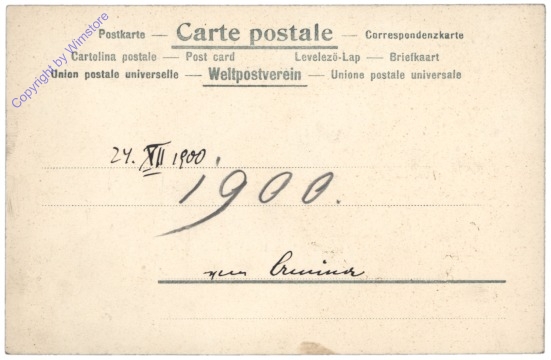 Postkarte — Carte postale — Correspondenzkarte
Cartolina postale — Post card Levelező-Lap — Briefkaart
Union postale universelle — Weltpostverein — Unione postale universale
Copyright by Wimstore
24. XII 1900.
1900.